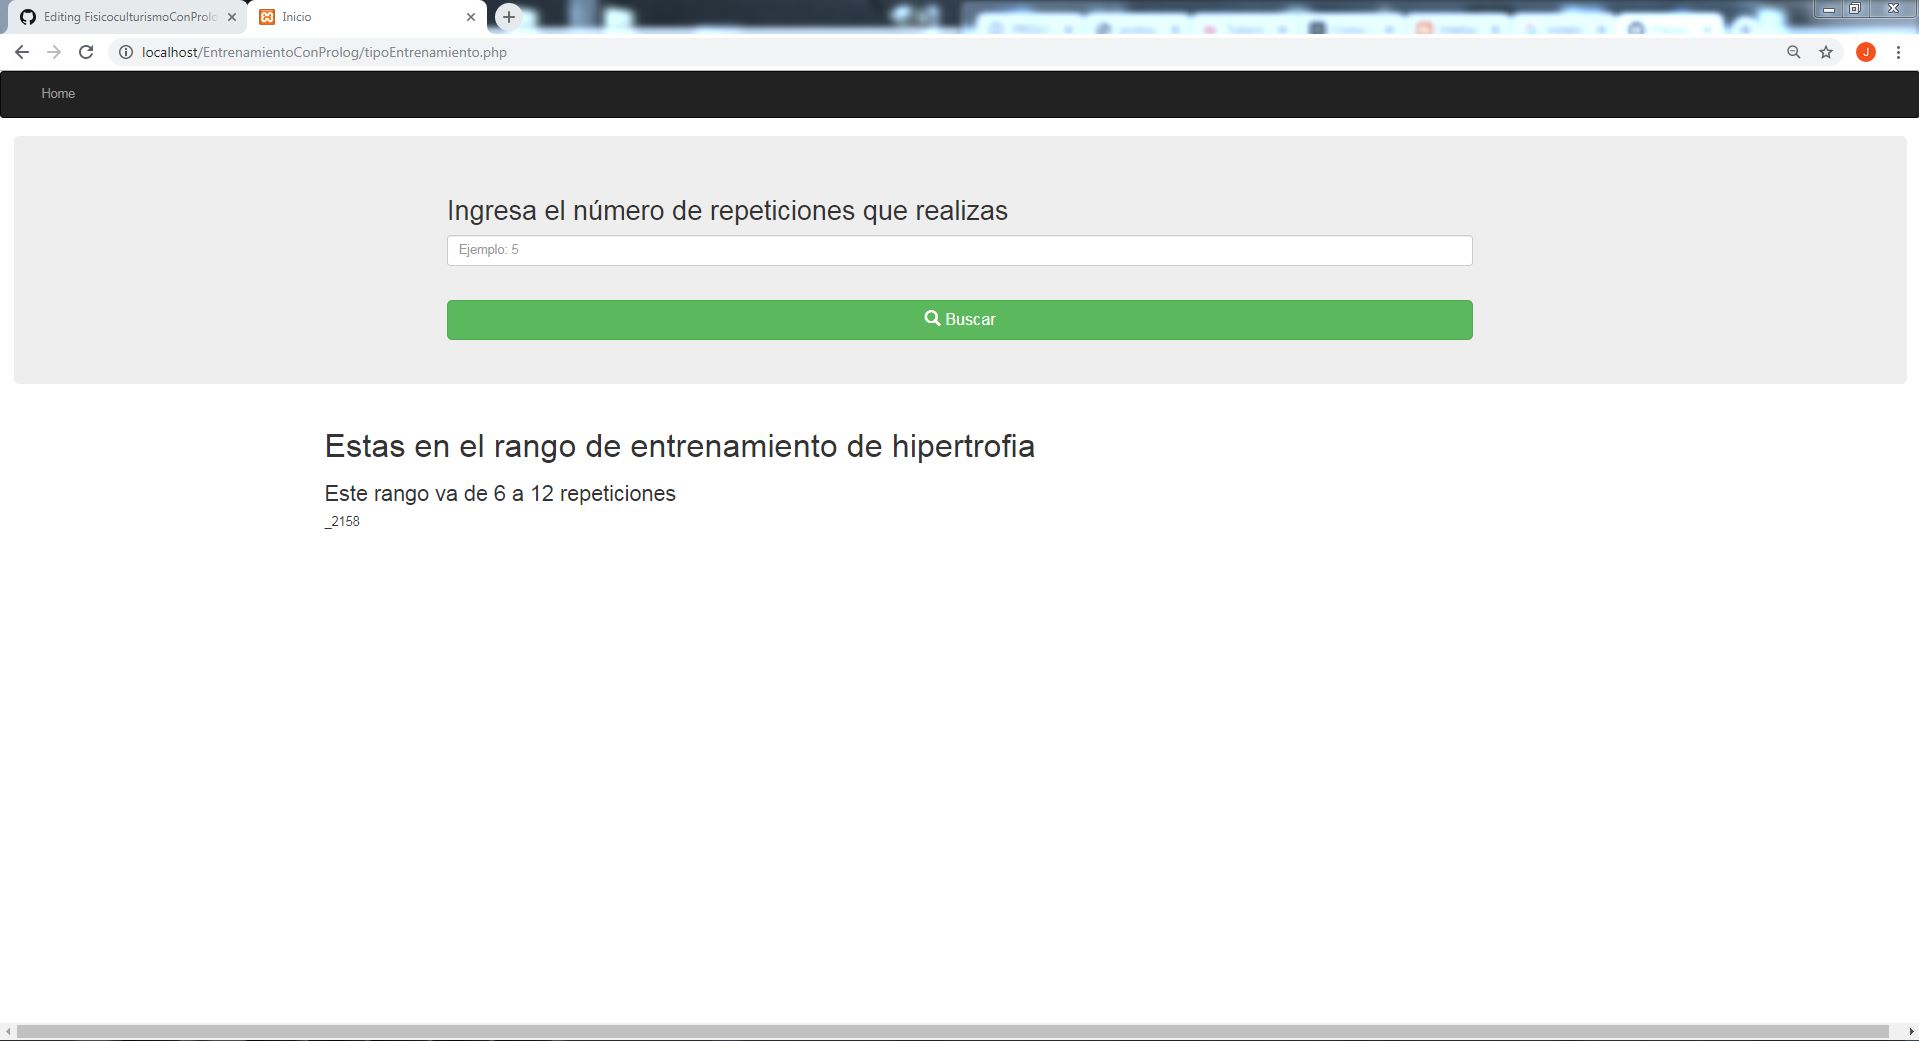 Editing FisicoculturismoConProlo
Inicio
localhost/EntrenamientoConProlog/tipoEntrenamiento.php
J
Home
Ingresa el número de repeticiones que realizas
Ejemplo: 5
Buscar
Estas en el rango de entrenamiento de hipertrofia
Este rango va de 6 a 12 repeticiones
_2158